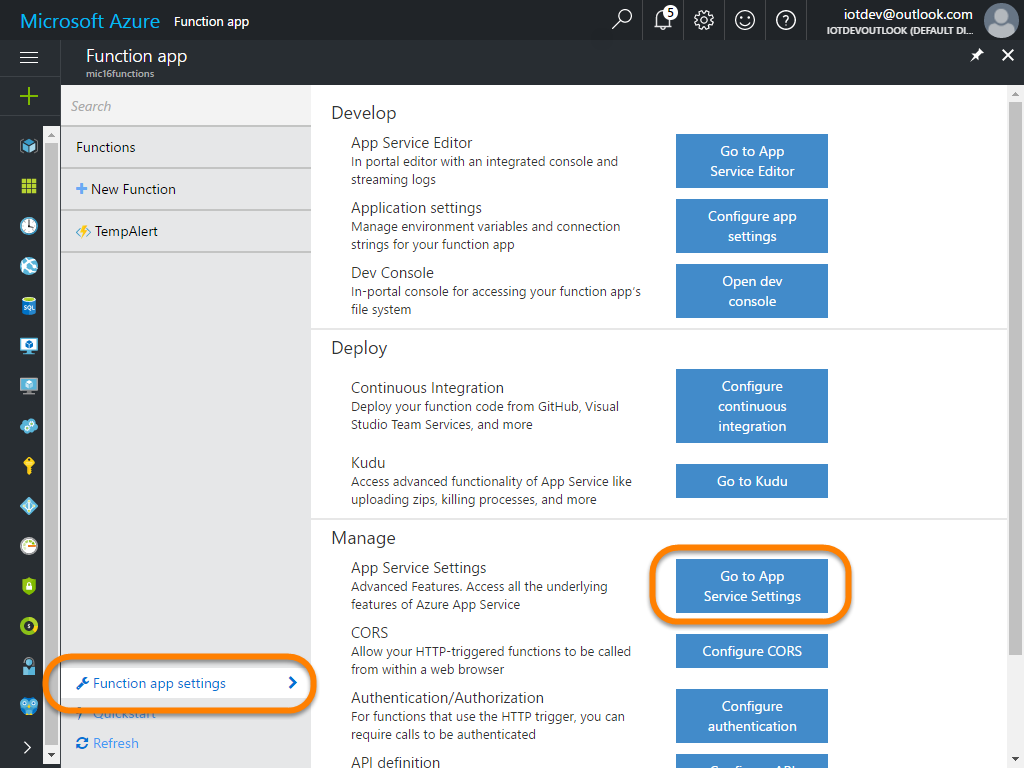 Microsoft Azure Function app
5
iotdev@outlook.com
IOTDEVOUTLOOK (DEFAULT DI...
Function app
mic16functions
Search
Functions
New Function
TempAlert
Function app settings
Quickstart
Refresh
Develop
App Service Editor
In portal editor with an integrated console and
streaming logs
Go to App
Service Editor
Application settings
Manage environment variables and connection
strings for your function app
Configure app
settings
Dev Console
In-portal console for accessing your function app's
file system
Open dev
console
Deploy
Continuous Integration
Deploy your function code from GitHub, Visual
Studio Team Services, and more
Configure
continuous
integration
Kudu
Access advanced functionality of App Service like
uploading zips, killing processes, and more
Go to Kudu
Manage
App Service Settings
Advanced Features. Access all the underlying
features of Azure App Service
Go to App
Service Settings
CORS
Allow your HTTP-triggered functions to be called
from within a web browser
Configure CORS
Authentication/Authorization
For functions that use the HTTP trigger, you can
require calls to be authenticated
Configure
authentication
API definition
Configure API